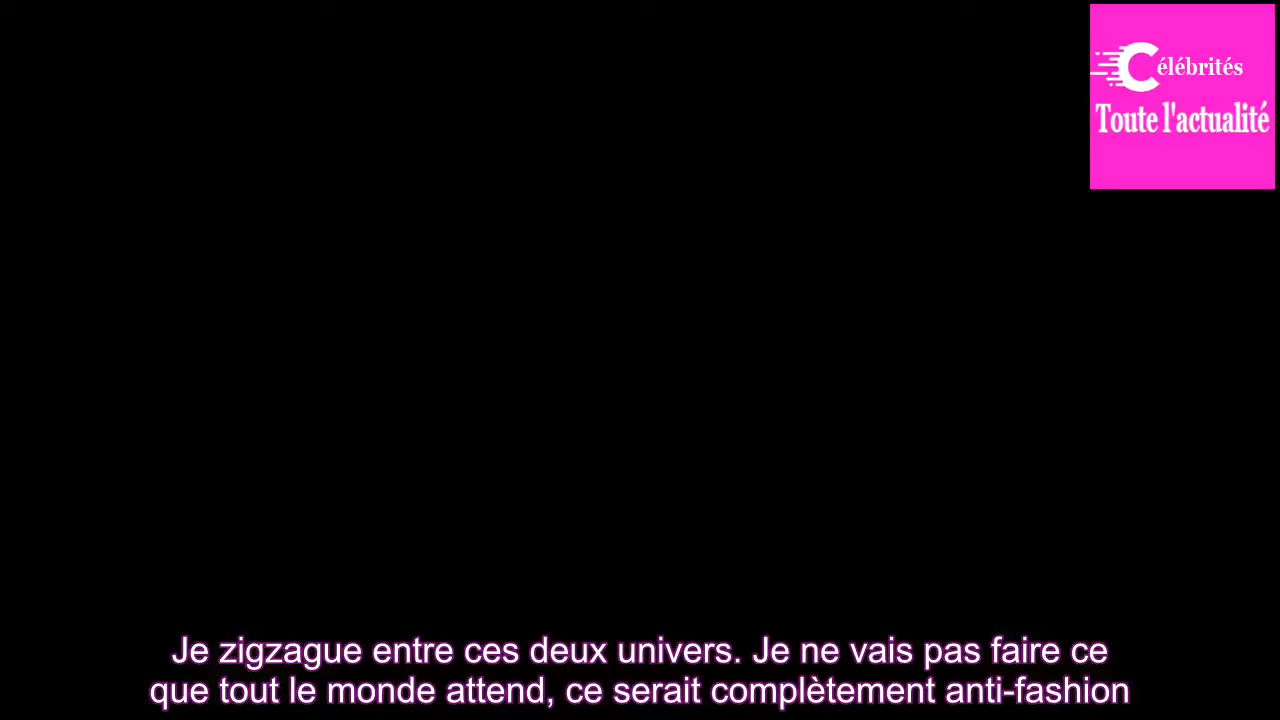 Célébrités
Toute l'actualité
Je zigzague entre ces deux univers. Je ne vais pas faire ce
que tout le monde attend, ce serait complètement anti-fashion